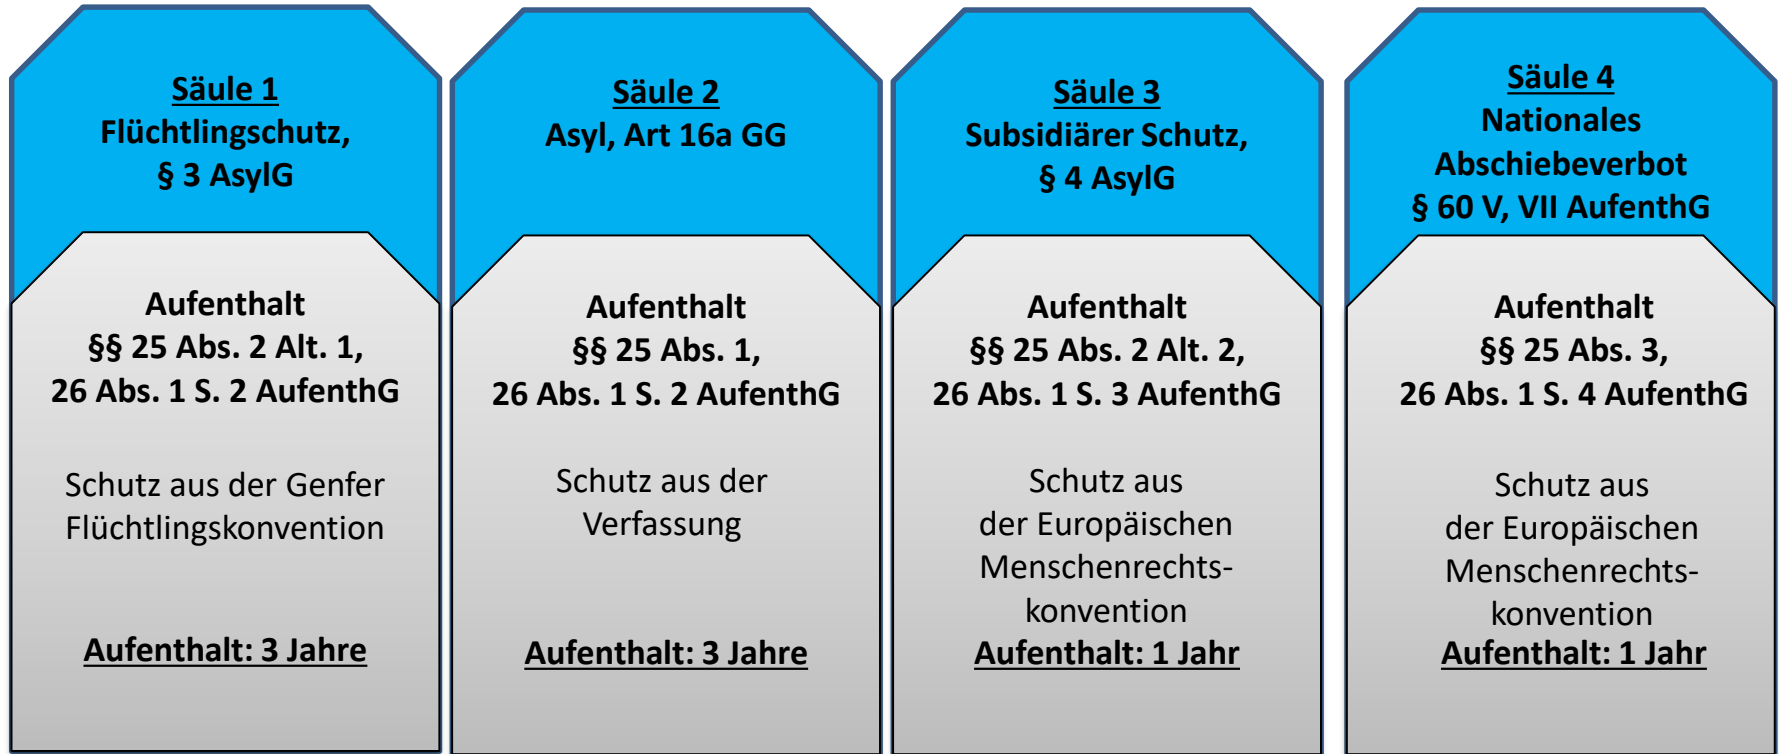 Säule 1
Flüchtlingschutz,
§ 3 AsylG
Aufenthalt
§§ 25 Abs. 2 Alt. 1,
26 Abs. 1 S. 2 AufenthG
Schutz aus der Genfer
Flüchtlingskonvention
Aufenthalt: 3 Jahre
Säule 2
Asyl, Art 16a GG
Aufenthalt
§§ 25 Abs. 1,
26 Abs. 1 S. 2 AufenthG
Schutz aus der
Verfassung
Aufenthalt: 3 Jahre
Säule 3
Subsidiärer Schutz,
§ 4 AsylG
Aufenthalt
§§ 25 Abs. 2 Alt. 2,
26 Abs. 1 S. 3 AufenthG
Schutz aus
der Europäischen
Menschenrechts-
konvention
Aufenthalt: 1 Jahr
Säule 4
Nationales
Abschiebeverbot
§ 60 V, VII AufenthG
Aufenthalt
§§ 25 Abs. 3,
26 Abs. 1 S. 4 AufenthG
Schutz aus
der Europäischen
Menschenrechts-
konvention
Aufenthalt: 1 Jahr